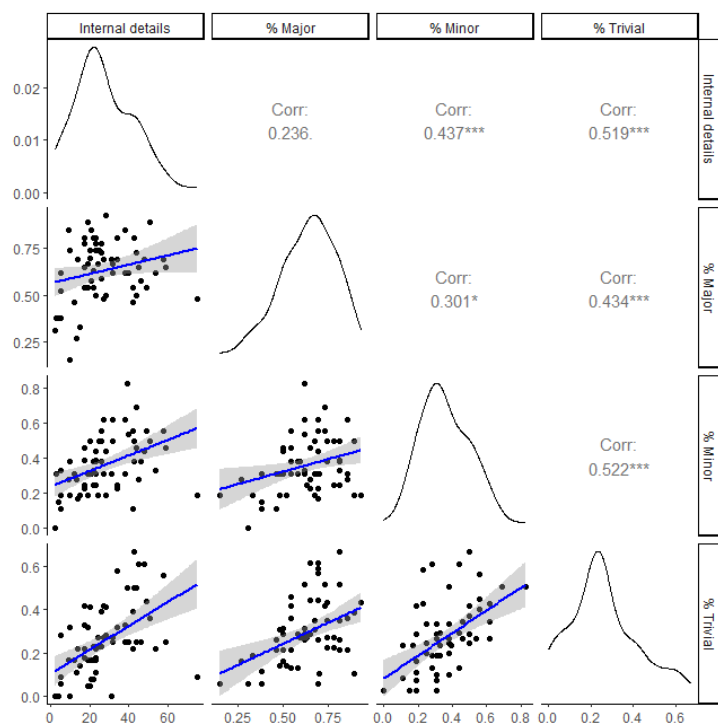 Internal details
% Major
% Minor
% Trivial
0.02
0.01
0.00
Corr:
0.236.
Corr:
0.437***
Corr:
0.519***
Internal details
0.75
0.50
0.25
Corr:
0.301*
Corr:
0.434***
% Major
0.8
0.6
0.4
0.2
0.0
Corr:
0.522***
% Minor
0.6
0.4
0.2
0.0
% Trivial
0 20 40 60
0.25 0.50 0.75
0.0 0.2 0.4 0.6 0.8
0.0 0.2 0.4 0.6